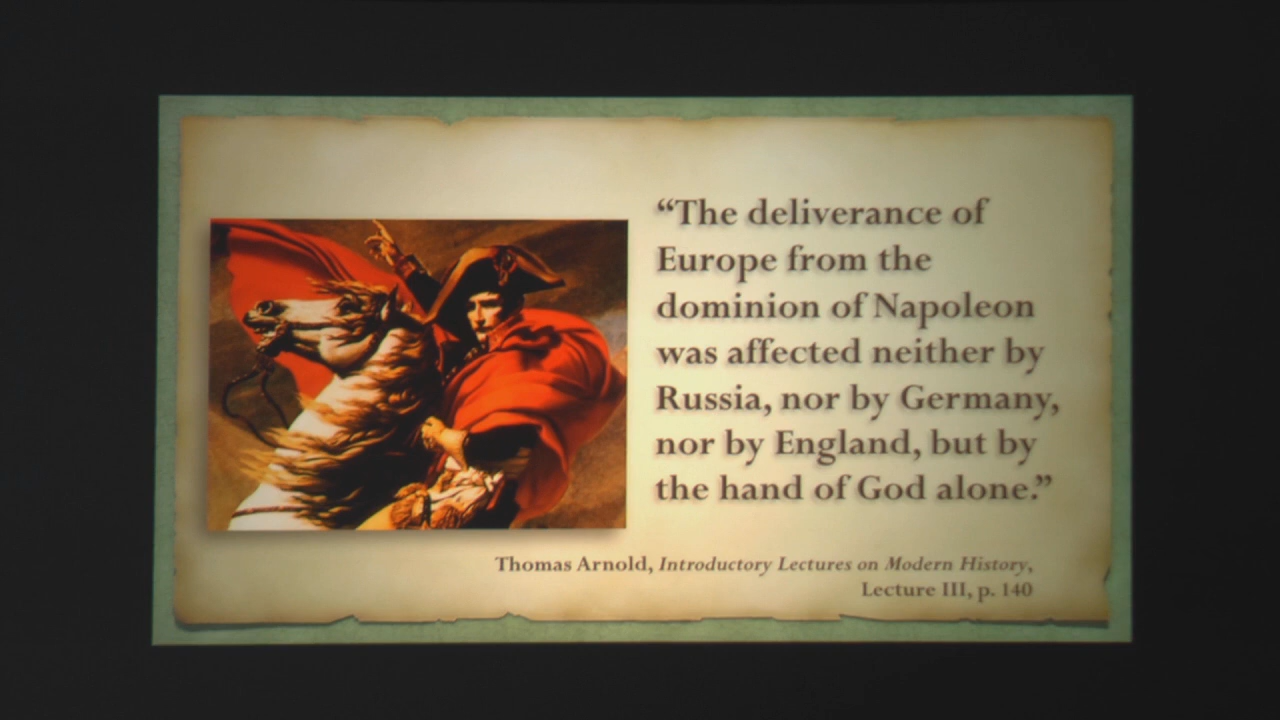 “The deliverance of
Europe from the
dominion of Napoleon
was affected neither by
Russia, nor by Germany,
nor by England, but by
the hand of God alone.”
Thomas Arnold, Introductory Lectures on Modern History,
Lecture III, p. 140